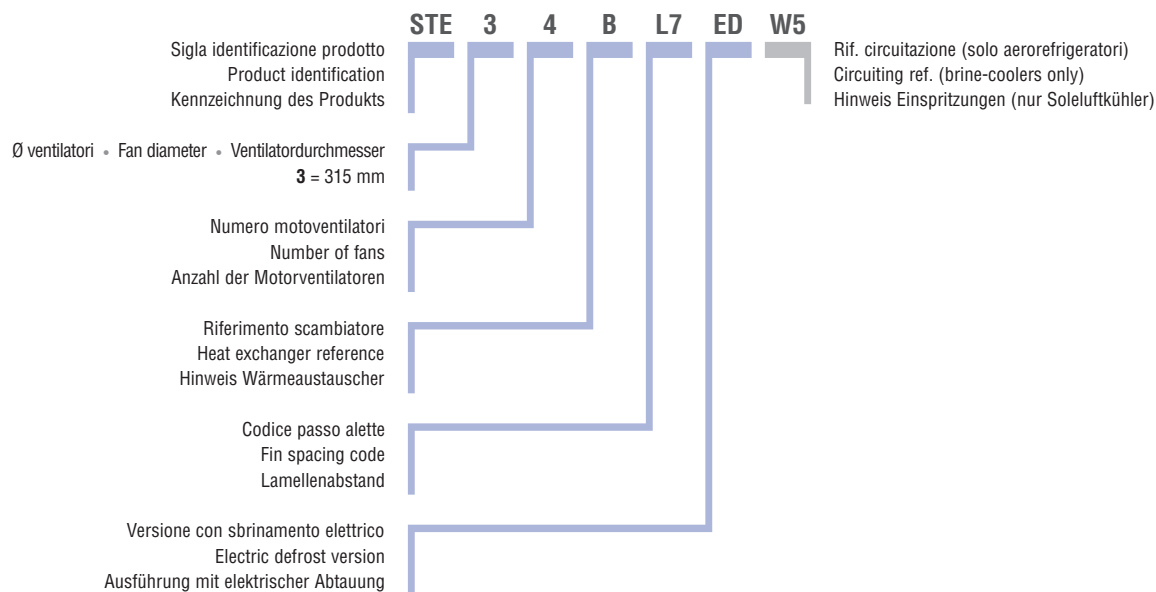 STE 3 4 B L7 ED W5
Sigla identificazione prodotto
Product identification
Kennzeichnung des Produkts
Rif. circuitazione (solo aerorefrigeratori)
Circuiting ref. (brine-coolers only)
Hinweis Einspritzungen (nur Soleluftkühler)
Ø ventilatori • Fan diameter • Ventilatordurchmesser
3 = 315 mm
Numero motoventilatori
Number of fans
Anzahl der Motorventilatoren
Riferimento scambiatore
Heat exchanger reference
Hinweis Wärmeaustauscher
Codice passo alette
Fin spacing code
Lamellenabstand
Versione con sbrinamento elettrico
Electric defrost version
Ausführung mit elektrischer Abtauung